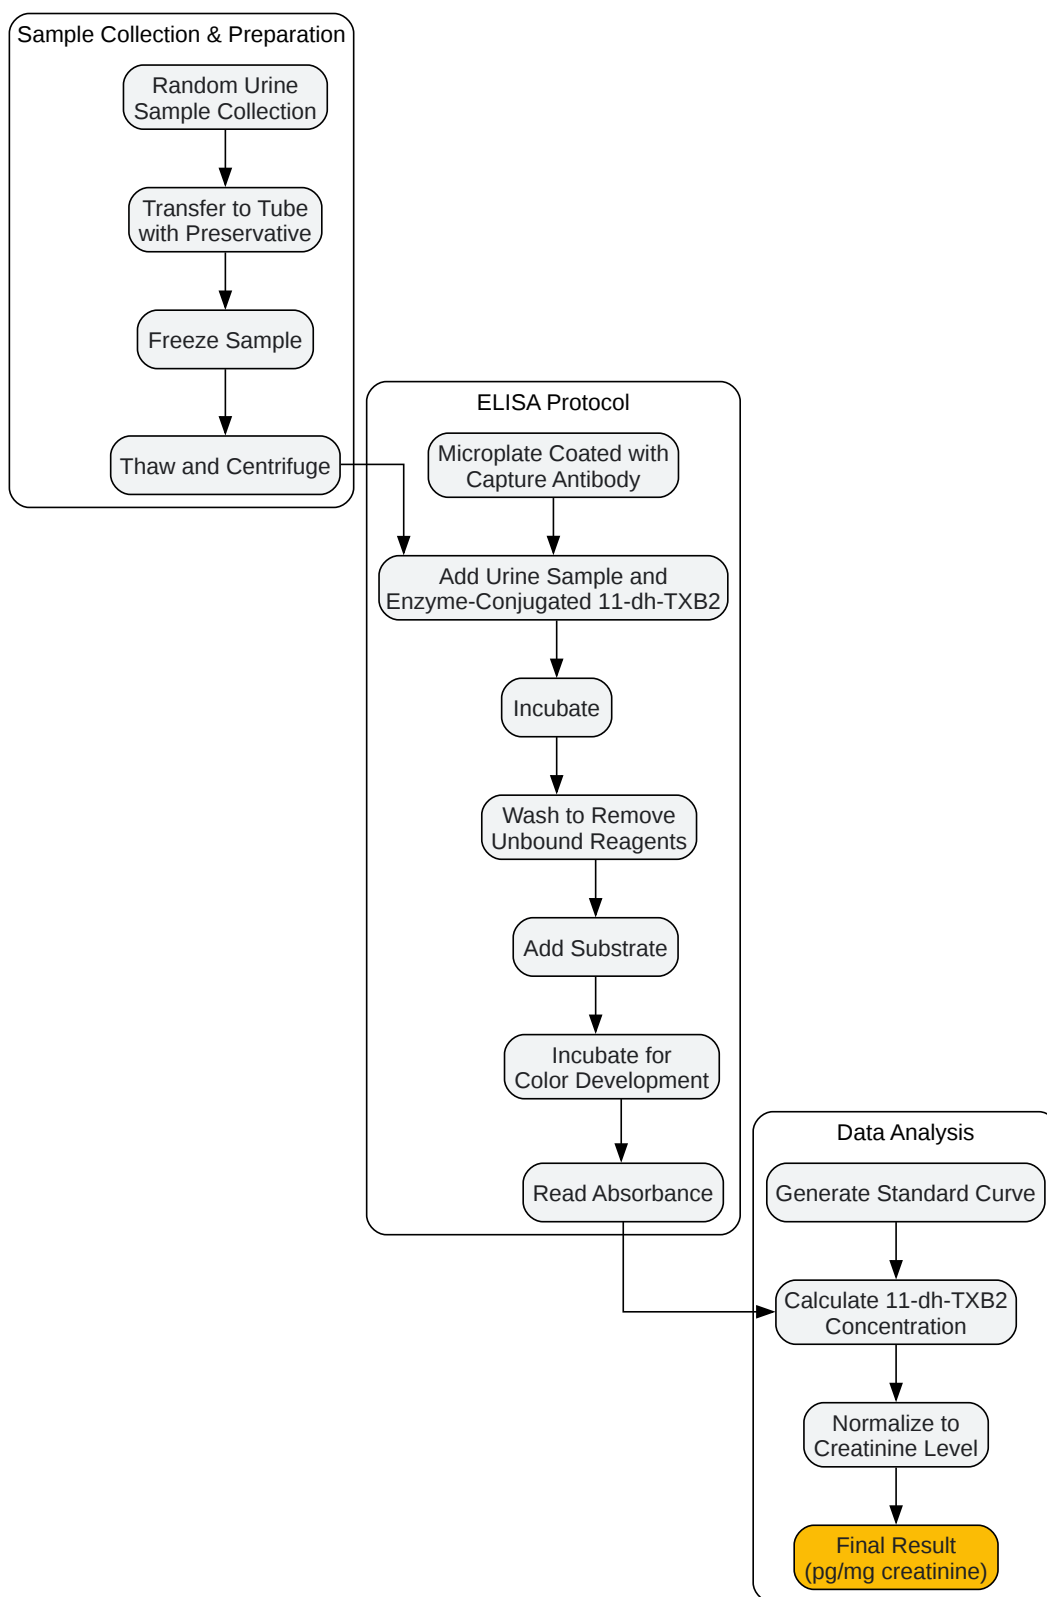 Sample Collection & Preparation
Random Urine
Sample Collection
Transfer to Tube
with Preservative
Freeze Sample
Thaw and Centrifuge
ELISA Protocol
Microplate Coated with
Capture Antibody
Add Urine Sample and
Enzyme-Conjugated 11-dh-TXB2
Incubate
Wash to Remove
Unbound Reagents
Add Substrate
Incubate for
Color Development
Read Absorbance
Data Analysis
Generate Standard Curve
Calculate 11-dh-TXB2
Concentration
Normalize to
Creatinine Level
Final Result
(pg/mg creatinine)